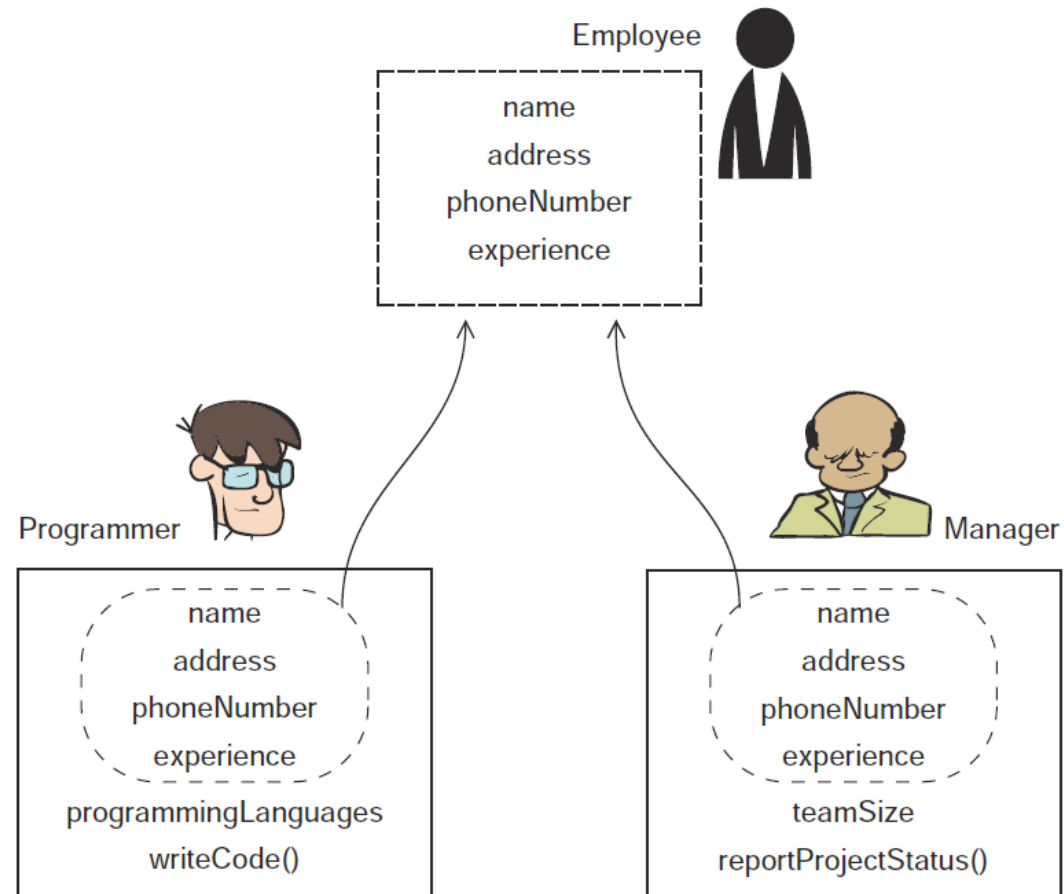 Employee
name
address
phoneNumber
experience
Programmer
name
address
phoneNumber
experience
programmingLanguages
writeCode()
Manager
name
address
phoneNumber
experience
teamSize
reportProjectStatus()